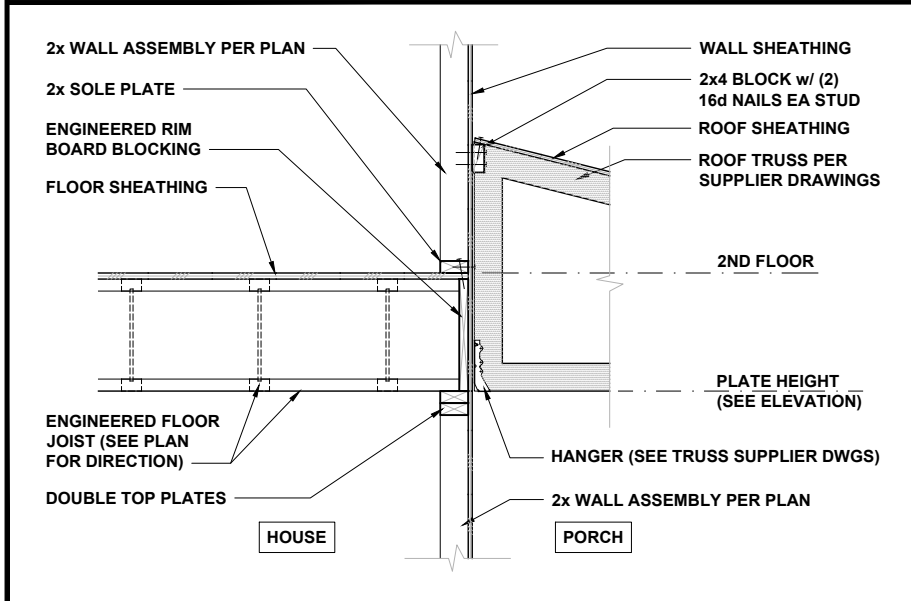 2x WALL ASSEMBLY PER PLAN
2x SOLE PLATE
ENGINEERED RIM
BOARD BLOCKING
FLOOR SHEATHING
WALL SHEATHING
2x4 BLOCK w/ (2)
16d NAILS EA STUD
ROOF SHEATHING
ROOF TRUSS PER
SUPPLIER DRAWINGS
2ND FLOOR
PLATE HEIGHT
(SEE ELEVATION)
ENGINEERED FLOOR
JOIST (SEE PLAN
FOR DIRECTION)
DOUBLE TOP PLATES
HANGER (SEE TRUSS SUPPLIER DWGS)
2x WALL ASSEMBLY PER PLAN
HOUSE
PORCH